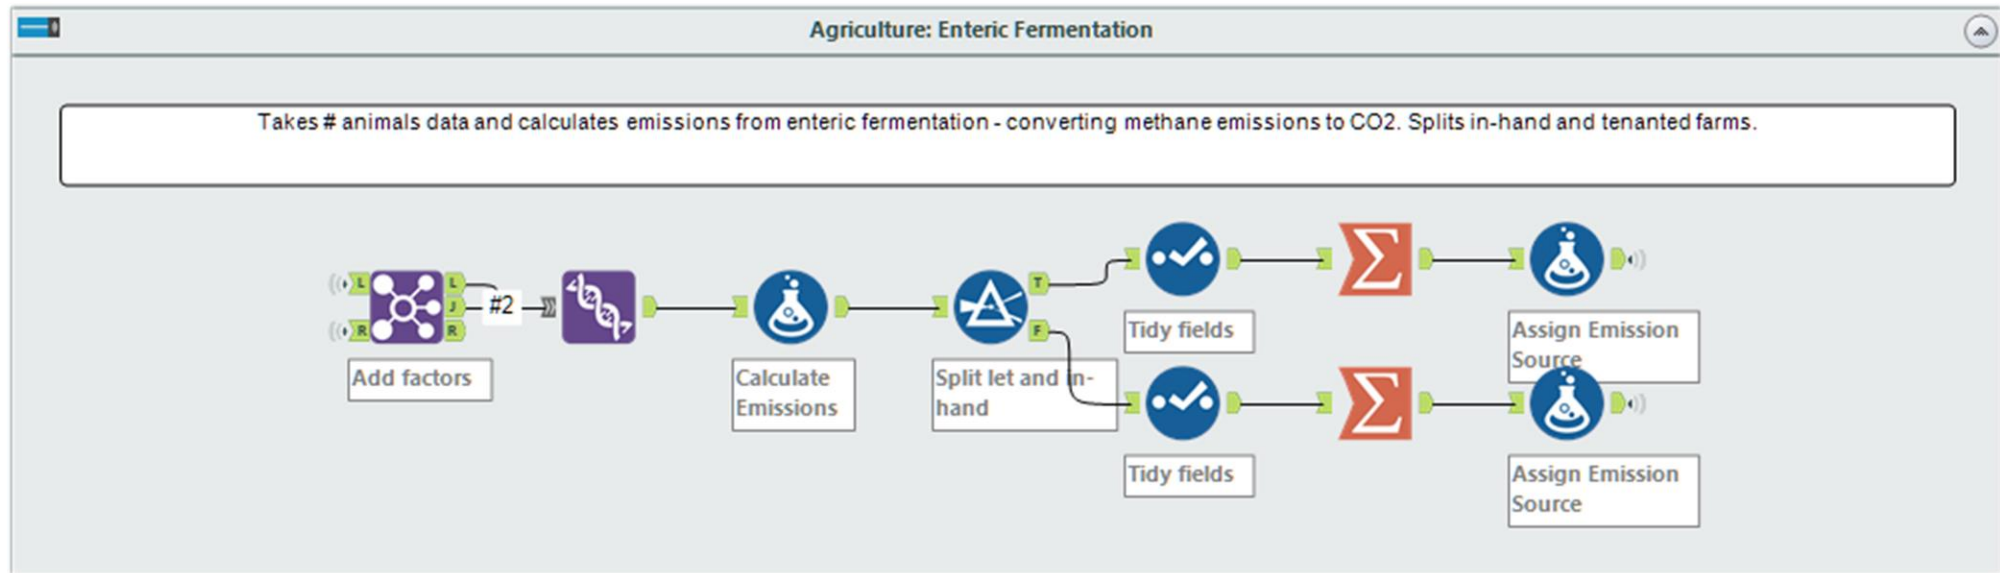 Agriculture: Enteric Fermentation
Takes # animals data and calculates emissions from enteric fermentation - converting methane emissions to CO2. Splits in-hand and tenanted farms.
L
R
L
J
R
#2
Add factors
Calculate
Emissions
T
F
Split let and in-
hand
Tidy fields
Assign Emission
Source
Tidy fields
Assign Emission
Source